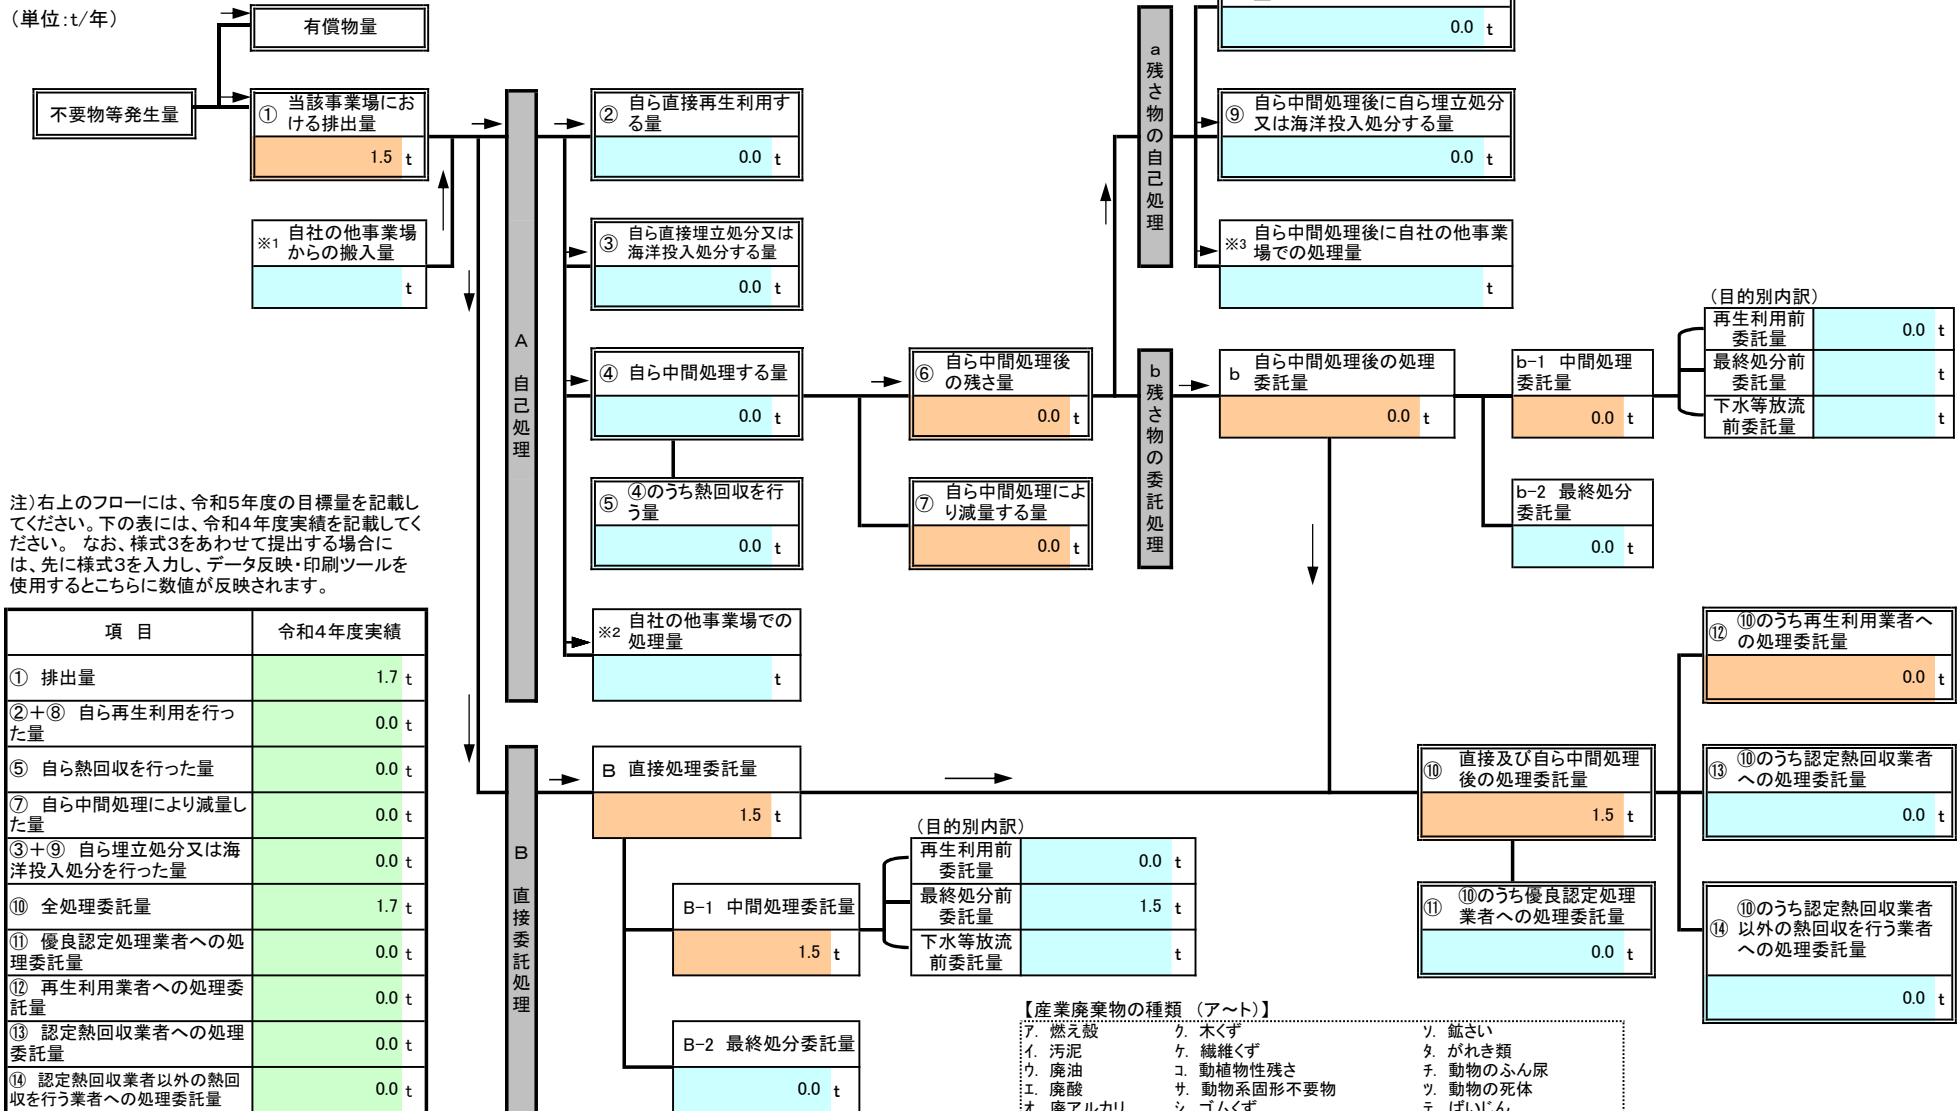 (単位:t/年)
有償物量
不要物等発生量
① 当該事業場にお
ける排出量
1.5 t
※1 自社の他事業場
からの搬入量
t
A 自己処理
② 自ら直接再生利用す
る量
0.0 t
③ 自ら直接埋立処分又は
海洋投入処分する量
0.0 t
④ 自ら中間処理する量
0.0 t
⑤ ④のうち熱回収を行
う量
0.0 t
※2 自社の他事業場での
処理量
t
⑥ 自ら中間処理後
の残さ量
0.0 t
⑦ 自ら中間処理によ
り減量する量
0.0 t
a 残さ物の自己処理
0.0 t
⑨ 自ら中間処理後に自ら埋立処分
又は海洋投入処分する量
0.0 t
※3 自ら中間処理後に自社の他事業
場での処理量
t
b 残さ物の委託処理
b 自ら中間処理後の処理
委託量
0.0 t
b-1 中間処理
委託量
0.0 t
(目的別内訳)
再生利用前
委託量
0.0 t
最終処分前
委託量
t
下水等放流
前委託量
t
b-2 最終処分
委託量
0.0 t
注)右上のフローには、令和5年度の目標量を記載し
てください。下の表には、令和4年度実績を記載してく
ださい。 なお、様式3をあわせて提出する場合に
は、先に様式3を入力し、データ反映・印刷ツールを
使用するとこちらに数値が反映されます。
項 目 令和4年度実績
① 排出量 1.7 t
②+⑧ 自ら再生利用を行っ
た量
0.0 t
⑤ 自ら熱回収を行った量 0.0 t
⑦ 自ら中間処理により減量し
た量
0.0 t
③+⑨ 自ら埋立処分又は海
洋投入処分を行った量
0.0 t
⑩ 全処理委託量 1.7 t
⑪ 優良認定処理業者への処
理委託量
0.0 t
⑫ 再生利用業者への処理委
託量
0.0 t
⑬ 認定熱回収業者への処理
委託量
0.0 t
⑭ 認定熱回収業者以外の熱回
収を行う業者への処理委託量
0.0 t
B 直接委託処理
B 直接処理委託量
1.5 t
B-1 中間処理委託量
1.5 t
(目的別内訳)
再生利用前
委託量
0.0 t
最終処分前
委託量
1.5 t
下水等放流
前委託量
t
B-2 最終処分委託量
0.0 t
⑩ 直接及び自ら中間処理
後の処理委託量
1.5 t
⑪ ⑩のうち優良認定処理
業者への処理委託量
0.0 t
⑫ ⑩のうち再生利用業者へ
の処理委託量
0.0 t
⑬ ⑩のうち認定熱回収業者
への処理委託量
0.0 t
⑭ ⑩のうち認定熱回収業者
以外の熱回収を行う業者
への処理委託量
0.0 t
【産業廃棄物の種類 (ア〜ト)】
ア. 燃え殻 ク. 木くず ソ. 鉱さい
イ. 汚泥 ケ. 繊維くず タ. がれき類
ウ. 廃油 コ. 動植物性残さ チ. 動物のふん尿
エ. 廃酸 サ. 動物系固形不要物 ツ. 動物の死体
オ. 廃アルカリ シ. ゴムくず テ. ばいじん